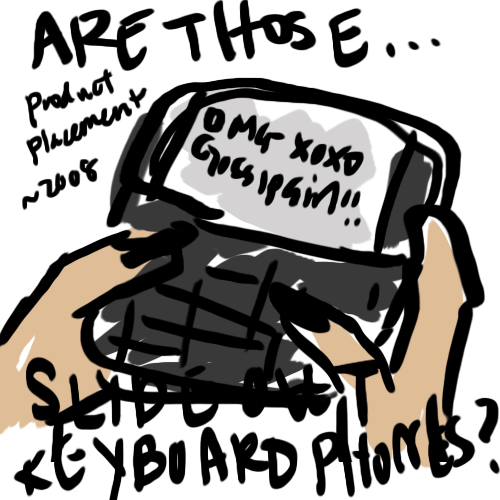 ARE THOSE...
product
placement
~2008
OMG XOXO
GossipGirl!!
SLIDE OUT
KEYBOARD PHONES?